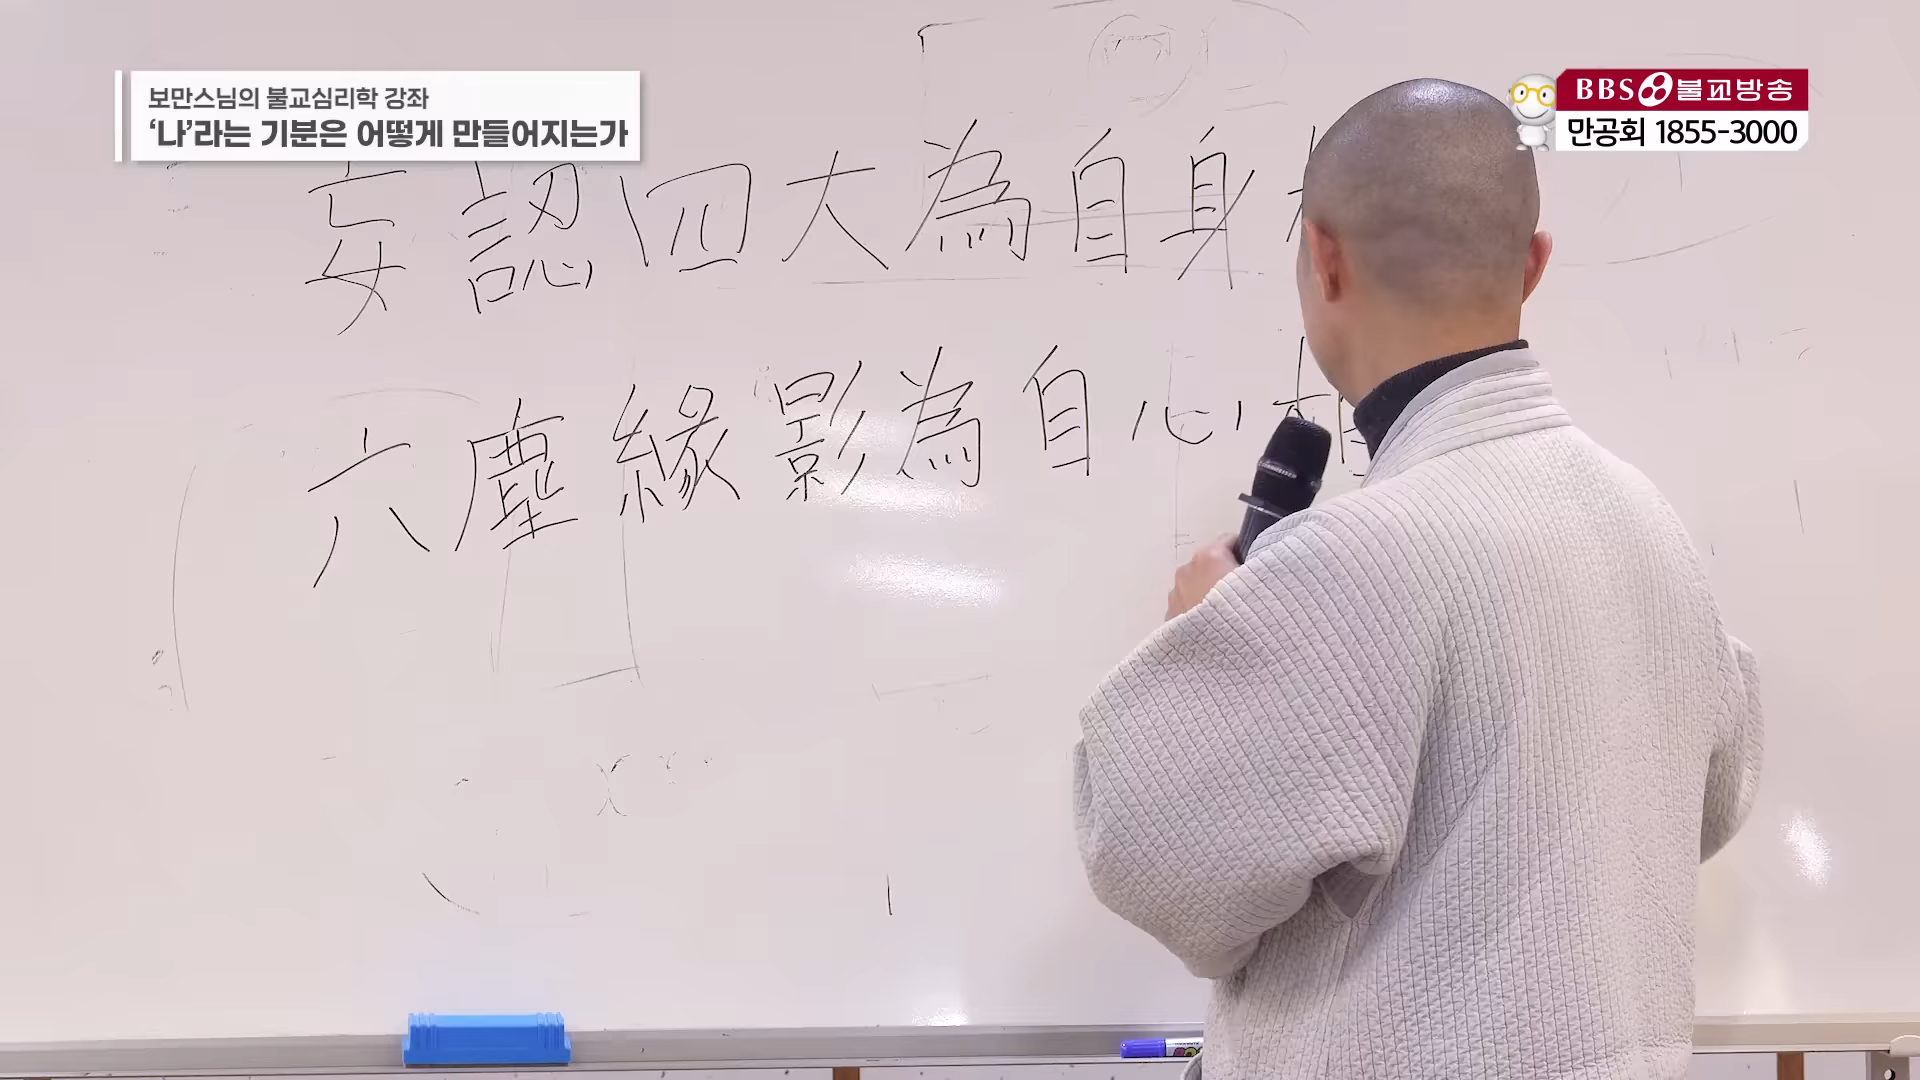 보만스님의 불교심리학 강좌
‘나’라는 기분은 어떻게 만들어지는가
BBS 불교방송
만공회 1855-3000
妄認四大為自身
六塵緣影為自心